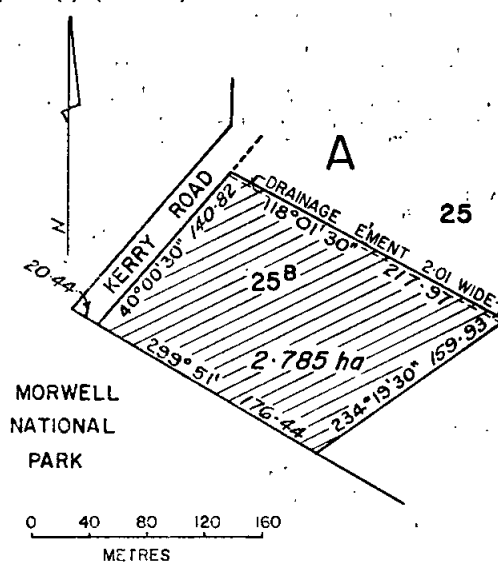 A
25
KERRY ROAD
DRAINAGE E'MENT 2·01 WIDE
118°01'30" 217·97
40°00'30" 140·82
20·44
25B
2·785 ha
234°19'30" 159·93
299°51' 176·44
N
MORWELL
NATIONAL
PARK
0 40 80 120 160
METRES